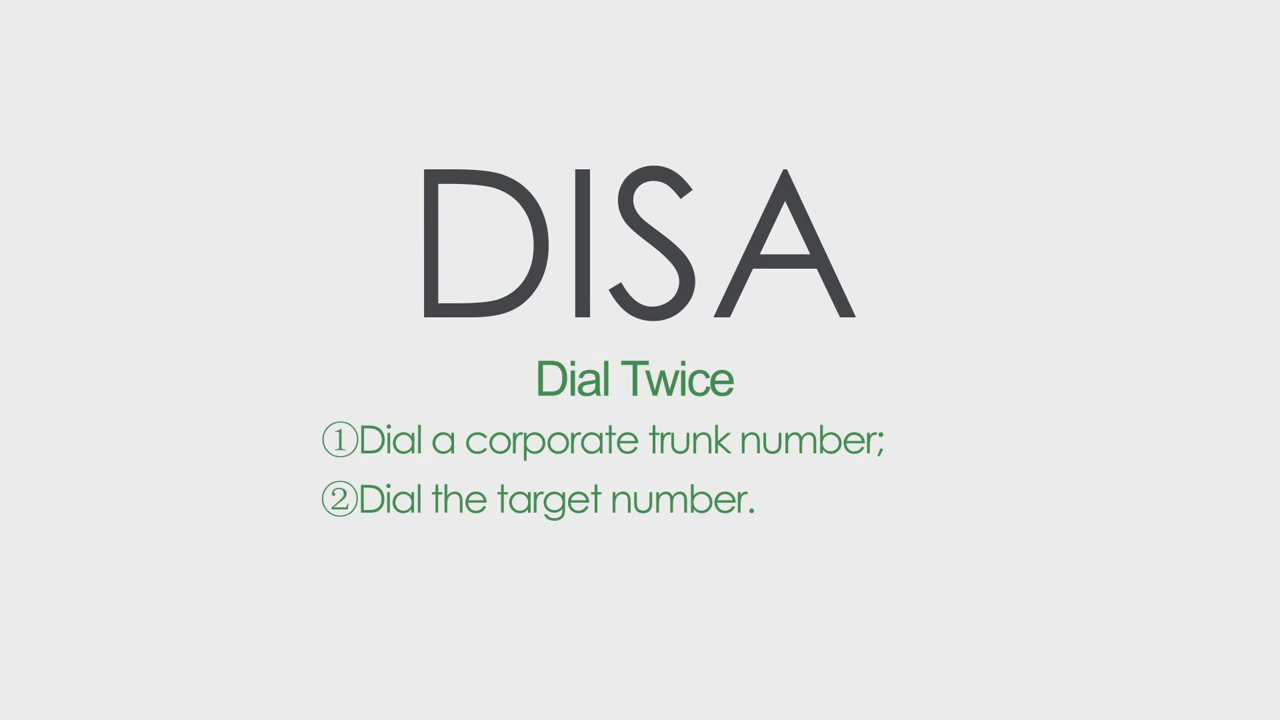 DISA
Dial Twice
①Dial a corporate trunk number;
②Dial the target number.